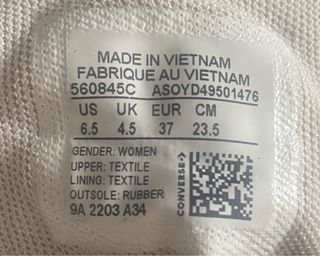 MADE IN VIETNAM
FABRIQUE AU VIETNAM
560845C ASOYD49501476
US UK EUR CM
6.5 4.5 37 23.5
GENDER: WOMEN
UPPER: TEXTILE
LINING: TEXTILE
OUTSOLE: RUBBER
9A 2203 A34
CONVERSE